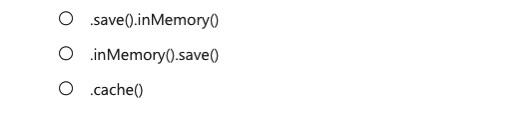 .save().inMemory()
.inMemory().save()
.cache()